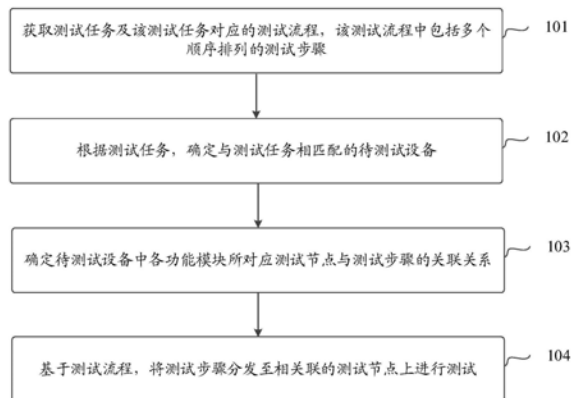 获取测试任务及该测试任务对应的测试流程，该测试流程中包括多个
顺序排列的测试步骤
101
根据测试任务，确定与测试任务相匹配的待测试设备
102
确定待测试设备中各功能模块所对应测试节点与测试步骤的关联关系
103
基于测试流程，将测试步骤分发至相关联的测试节点上进行测试
104